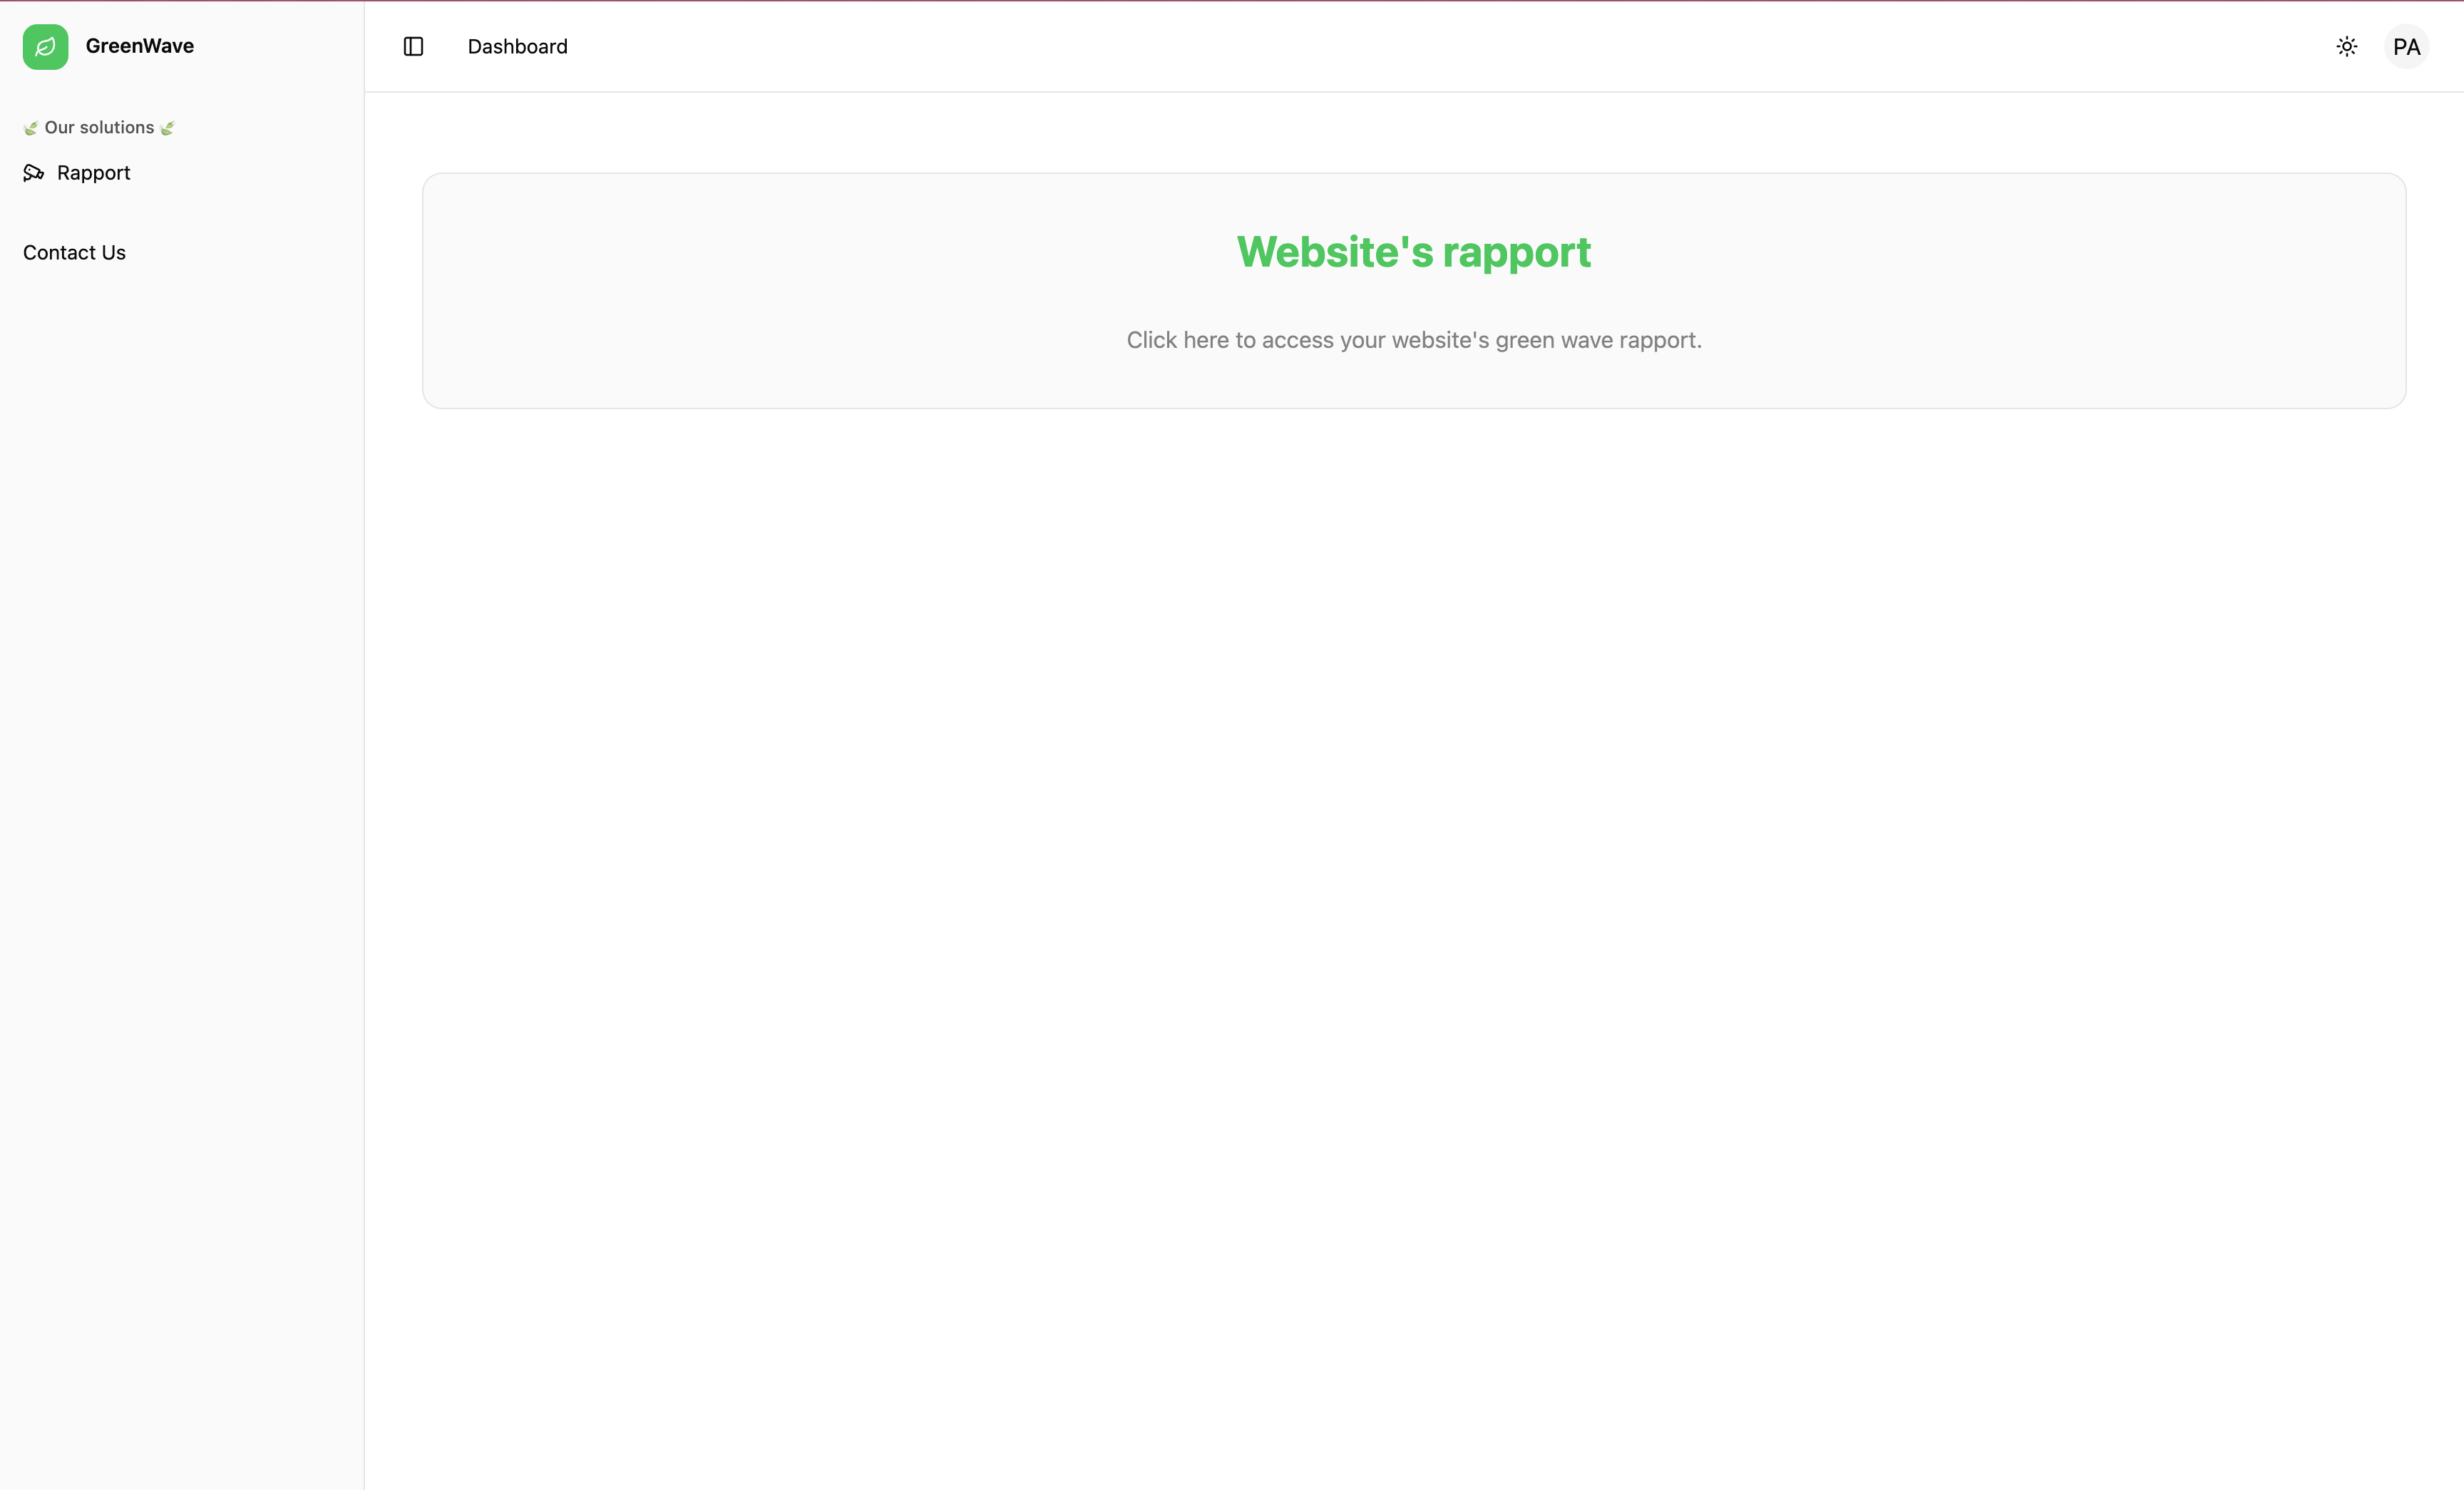 GreenWave
Dashboard
PA
Our solutions
Rapport
Contact Us
Website's rapport
Click here to access your website's green wave rapport.